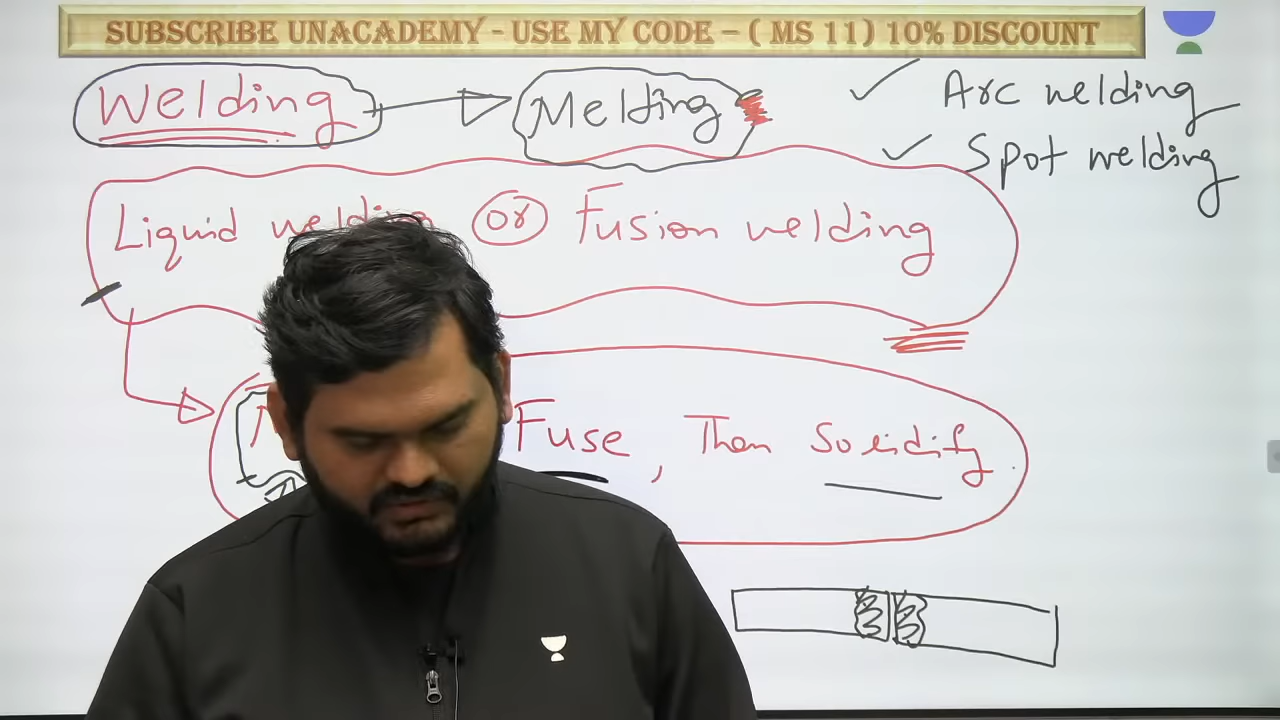 SUBSCRIBE UNACADEMY - USE MY CODE – ( MS 11) 10% DISCOUNT
Welding → Melding
✓ Arc welding
✓ Spot welding
Liquid welding or Fusion welding
Fuse , Then Solidify